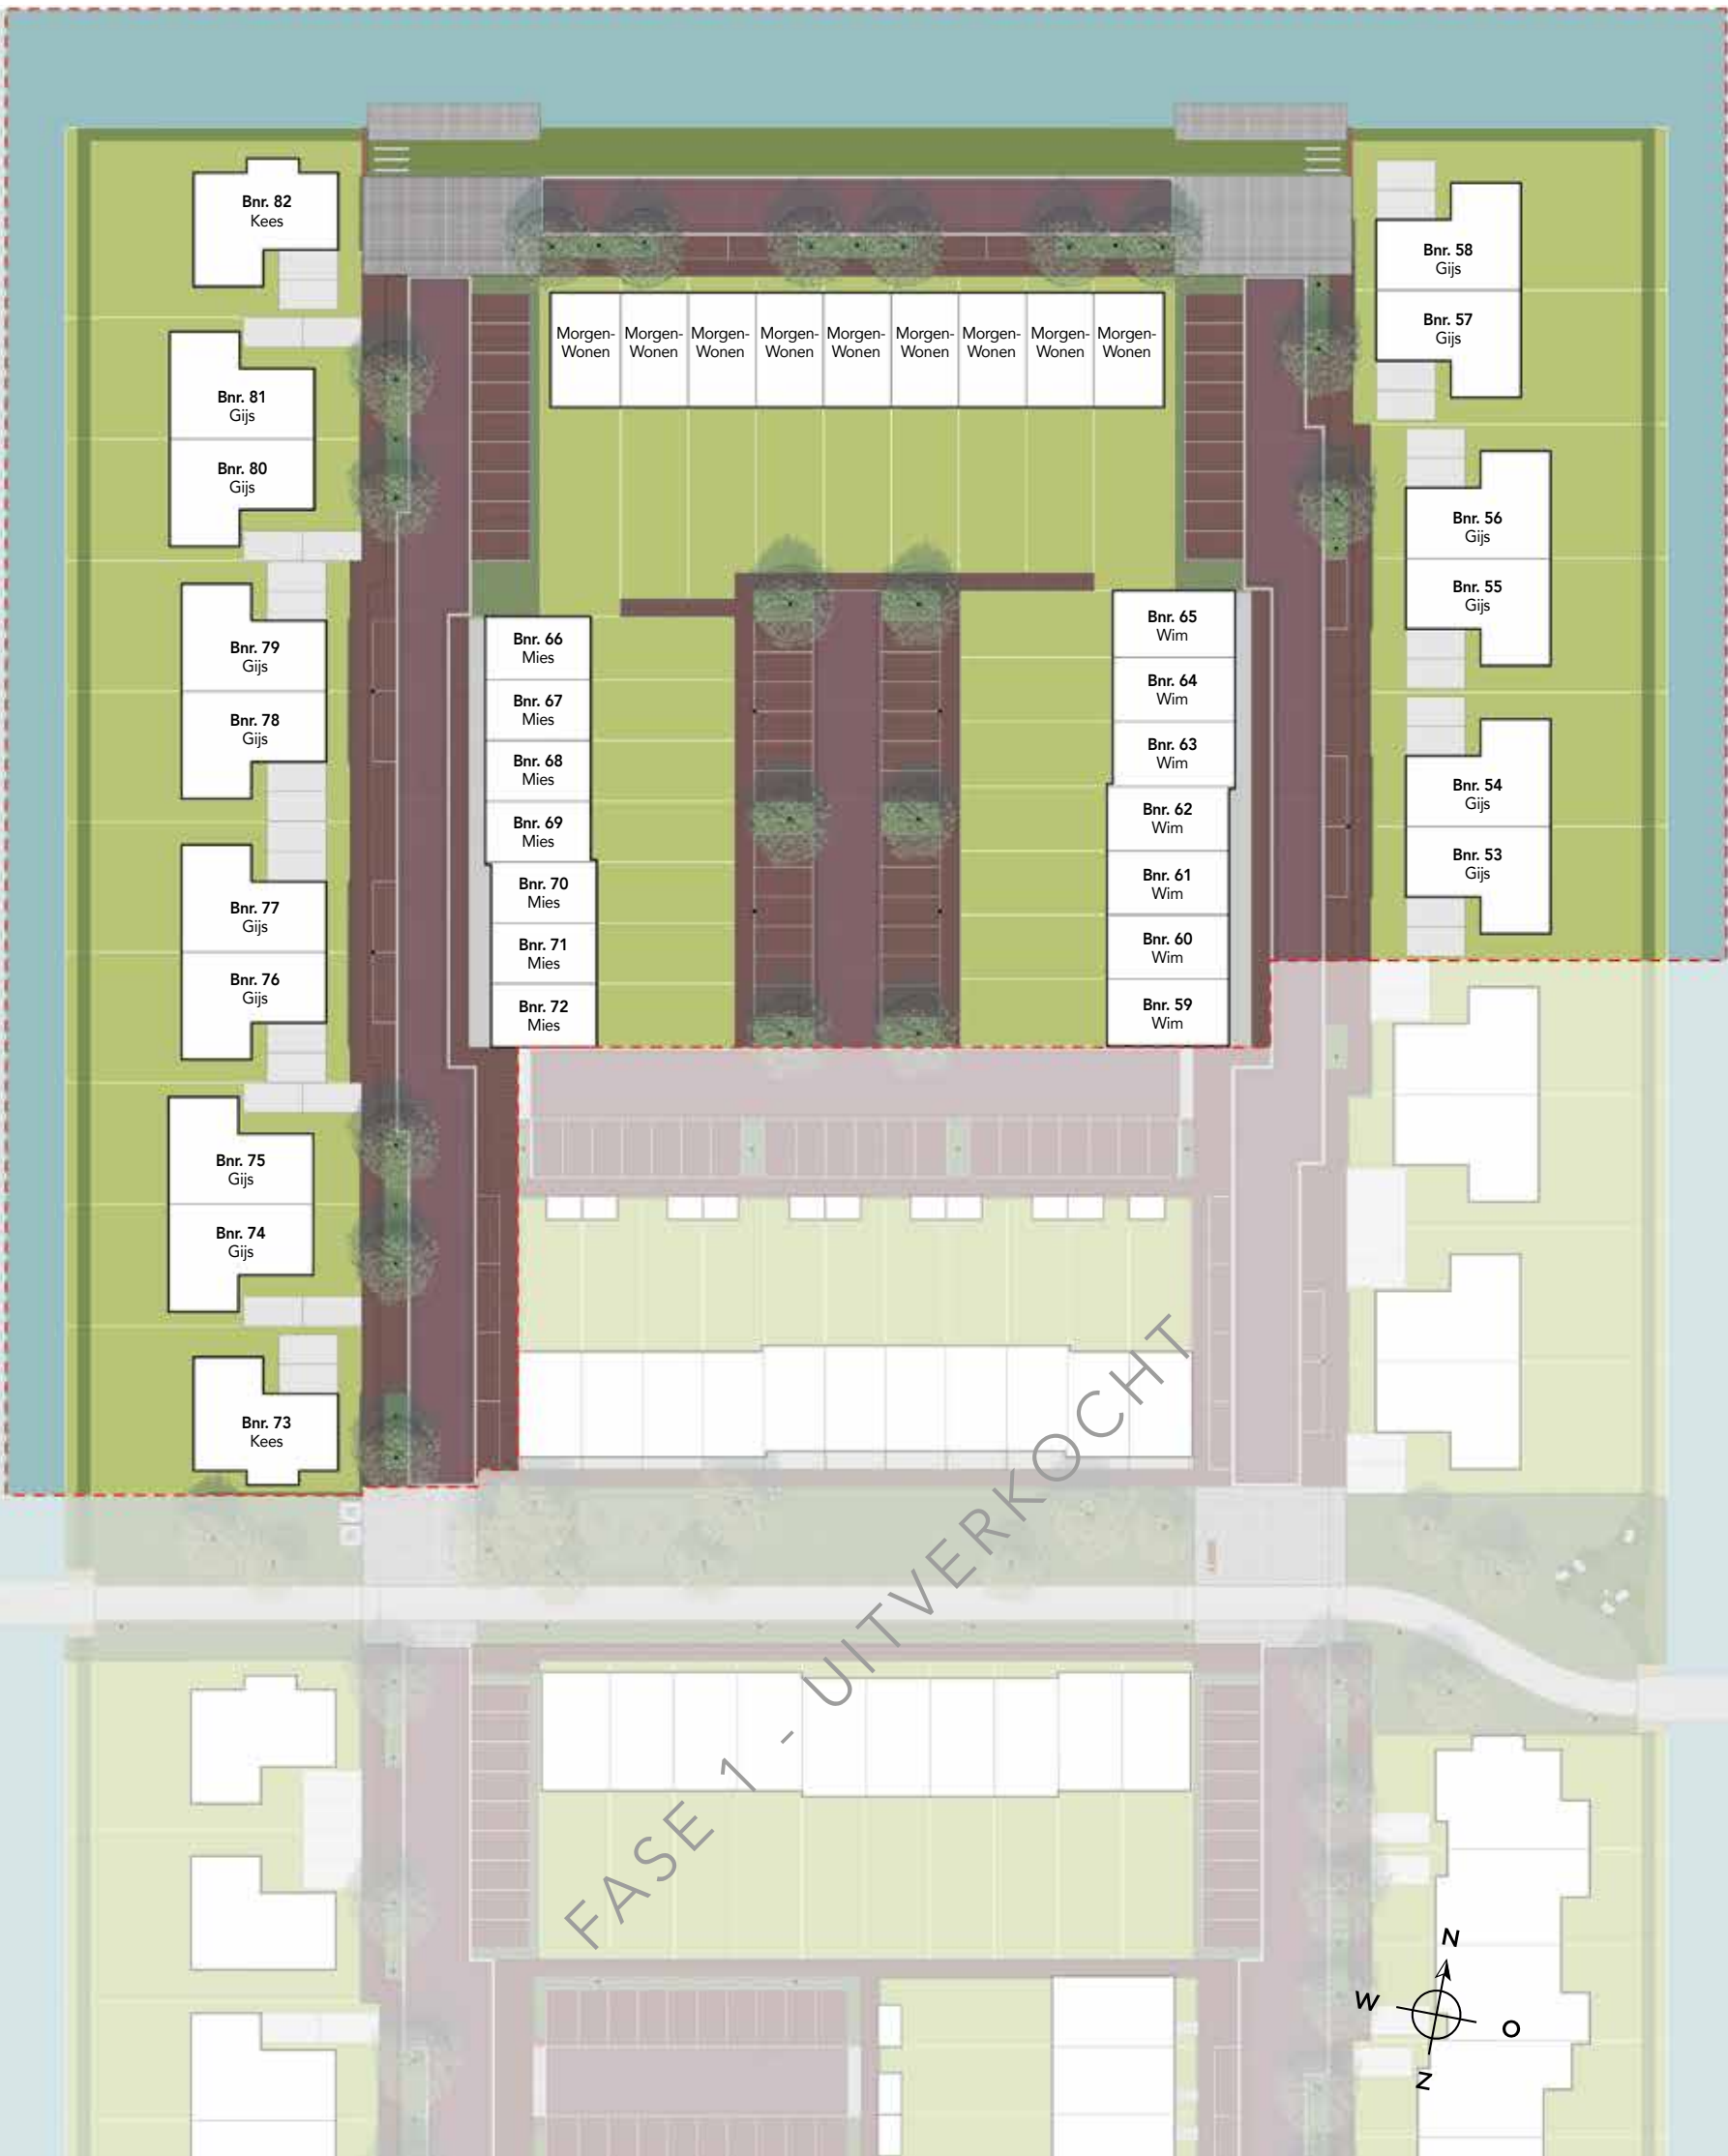 Bnr. 82
Kees
Bnr. 81
Gijs
Bnr. 80
Gijs
Bnr. 79
Gijs
Bnr. 78
Gijs
Bnr. 77
Gijs
Bnr. 76
Gijs
Bnr. 75
Gijs
Bnr. 74
Gijs
Bnr. 73
Kees
Morgen-
Wonen
Morgen-
Wonen
Morgen-
Wonen
Morgen-
Wonen
Morgen-
Wonen
Morgen-
Wonen
Morgen-
Wonen
Morgen-
Wonen
Morgen-
Wonen
Bnr. 66
Mies
Bnr. 67
Mies
Bnr. 68
Mies
Bnr. 69
Mies
Bnr. 70
Mies
Bnr. 71
Mies
Bnr. 72
Mies
Bnr. 65
Wim
Bnr. 64
Wim
Bnr. 63
Wim
Bnr. 62
Wim
Bnr. 61
Wim
Bnr. 60
Wim
Bnr. 59
Wim
Bnr. 58
Gijs
Bnr. 57
Gijs
Bnr. 56
Gijs
Bnr. 55
Gijs
Bnr. 54
Gijs
Bnr. 53
Gijs
FASE 1 - UITVERKOCHT
N
W
O
Z